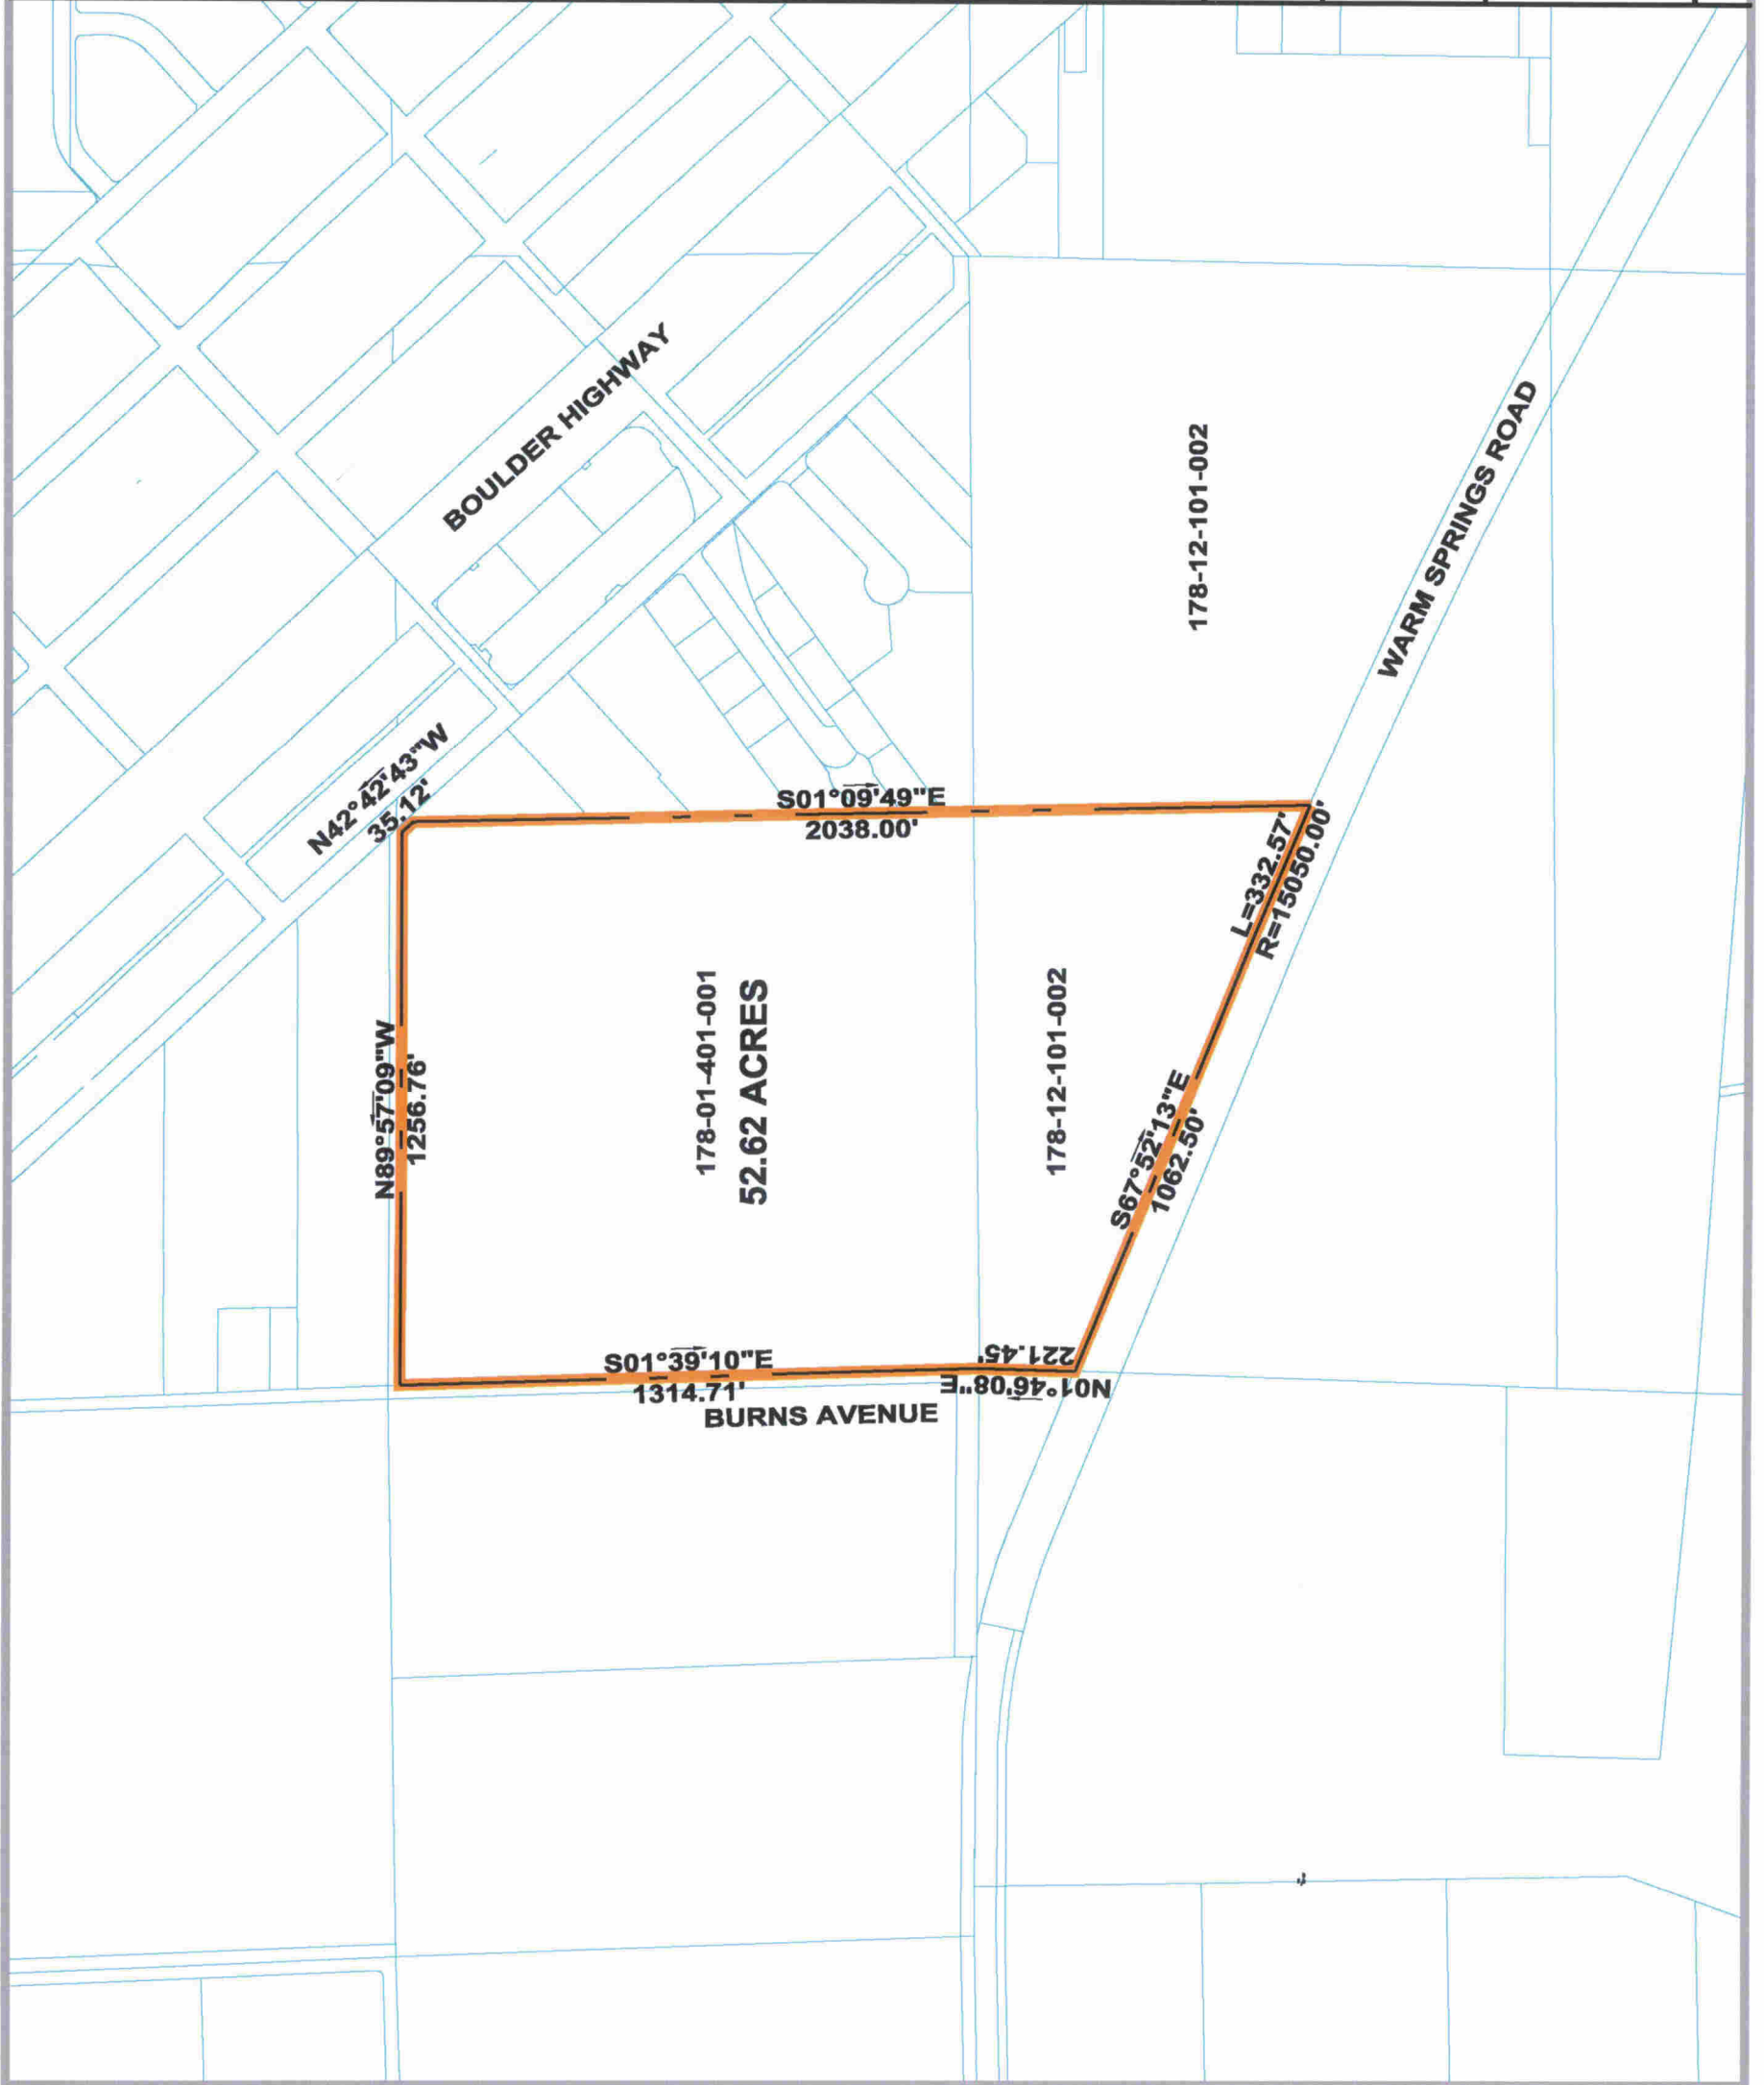 BOULDER HIGHWAY
178-12-101-002
WARM SPRINGS ROAD
N42°42'43"W
35.12'
S01°09'49"E
2038.00'
L=332.57'
R=15050.00'
N89°57'09"W
1256.76'
178-01-401-001
52.62 ACRES
178-12-101-002
S67°52'13"E
1062.50'
S01°39'10"E
1314.71'
221.45'
N01°46'08"E
BURNS AVENUE